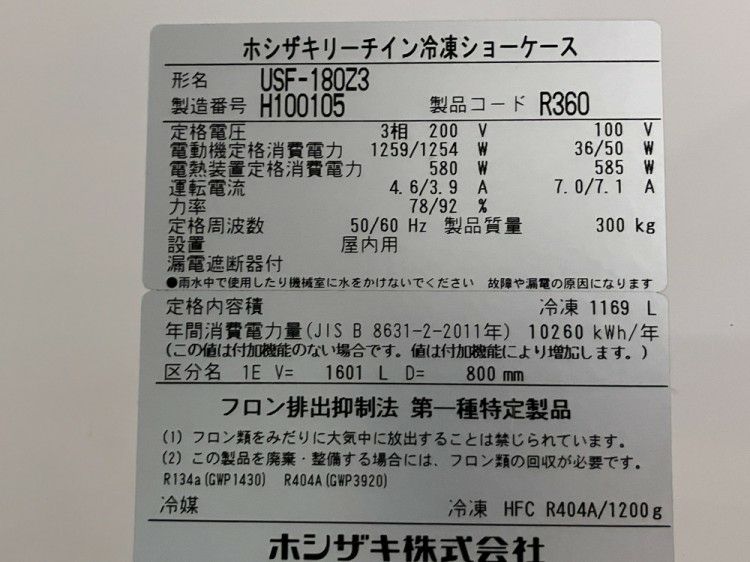 ホシザキリーチイン冷凍ショーケース
形名 USF-180Z3
製造番号 H100105 製品コード R360
定格電圧 3相 200 V 100 V
電動機定格消費電力 1259/1254 W 36/50 W
電熱装置定格消費電力 580 W 585 W
運転電流 4.6/3.9 A 7.0/7.1 A
力率 78/92 %
定格周波数 50/60 Hz 製品質量 300 kg
設置 屋内用
漏電遮断器付
●雨水中で使用したり機械室に水をかけないでください 故障や漏電の原因になります
定格内容積 冷凍 1169 L
年間消費電力量(JIS B 8631-2-2011年) 10260 kWh/年
(この値は付加機能のない場合です。値は付加機能により増加します。)
区分名 1E V= 1601 L D= 800 mm
フロン排出抑制法 第一種特定製品
(1) フロン類をみだりに大気中に放出することは禁じられています。
(2) この製品を廃棄・整備する場合には、フロン類の回収が必要です。
R134a(GWP1430) R404A(GWP3920)
冷媒 冷凍 HFC R404A/1200g
ホシザキ株式会社